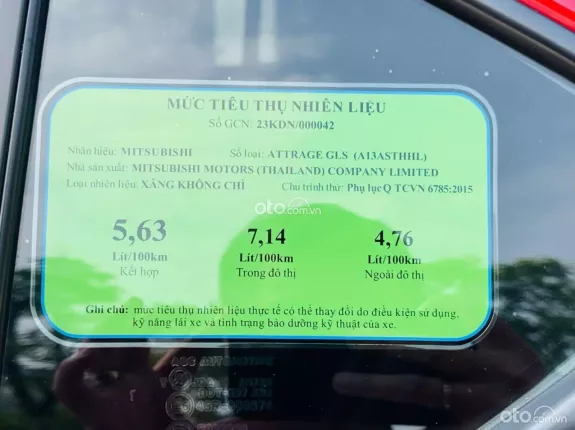 MỨC TIÊU THỤ NHIÊN LIỆU
Số GCN: 23KDN/000042
Nhãn hiệu: MITSUBISHI Số loại: ATTRAGE GLS (A13ASTHHL)
Nhà sản xuất: MITSUBISHI MOTORS (THAILAND) COMPANY LIMITED
Loại nhiên liệu: XĂNG KHÔNG CHÌ Chu trình thử: Phụ lục Q TCVN 6785:2015
5,63 7,14 4,76
Lít/100km Lít/100km Lít/100km
Kết hợp Trong đô thị Ngoài đô thị
Ghi chú: mức tiêu thụ nhiên liệu thực tế có thể thay đổi do điều kiện sử dụng,
kỹ năng lái xe và tình trạng bảo dưỡng kỹ thuật của xe.
oto.com.vn
oto.com.vn
oto.com.vn